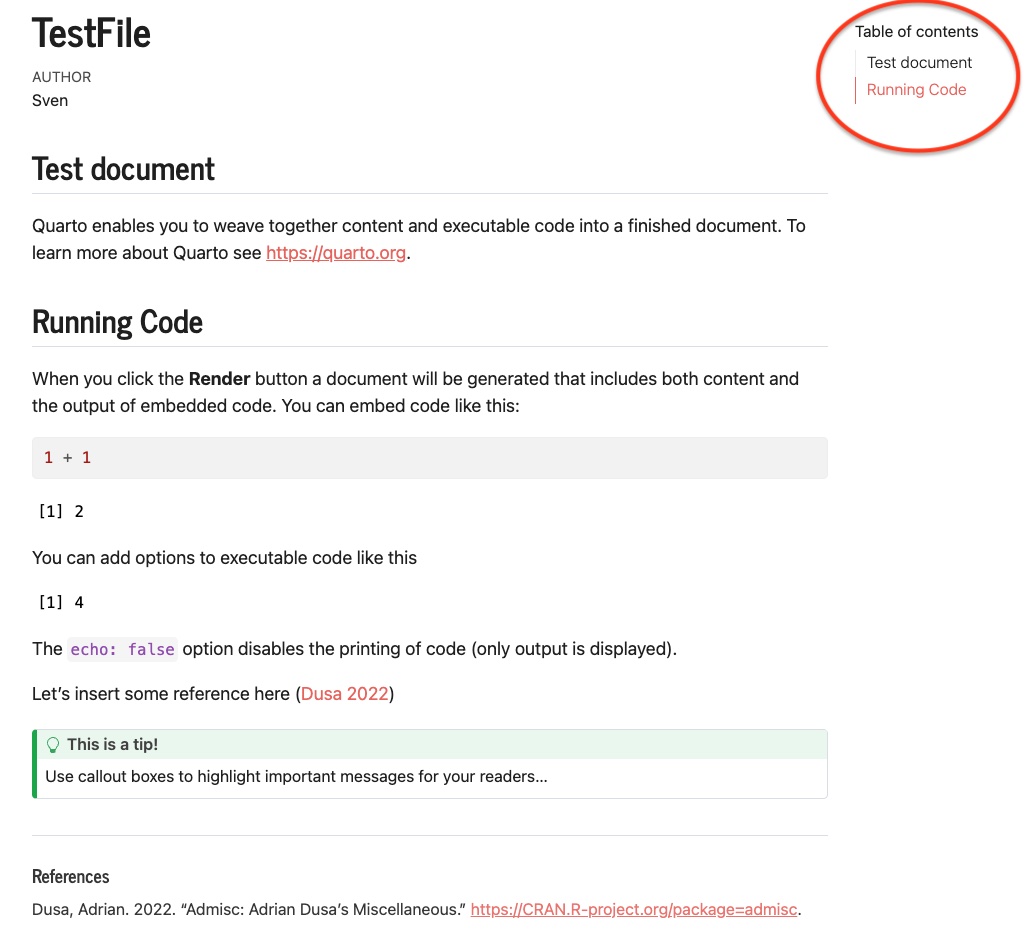 TestFile
AUTHOR
Sven
Table of contents
Test document
Running Code
Test document
Quarto enables you to weave together content and executable code into a finished document. To
learn more about Quarto see https://quarto.org.
Running Code
When you click the Render button a document will be generated that includes both content and
the output of embedded code. You can embed code like this:
1 + 1
[1] 2
You can add options to executable code like this
[1] 4
The echo: false option disables the printing of code (only output is displayed).
Let’s insert some reference here (Dusa 2022)
This is a tip!
Use callout boxes to highlight important messages for your readers…
References
Dusa, Adrian. 2022. “Admisc: Adrian Dusa’s Miscellaneous.” https://CRAN.R-project.org/package=admisc.